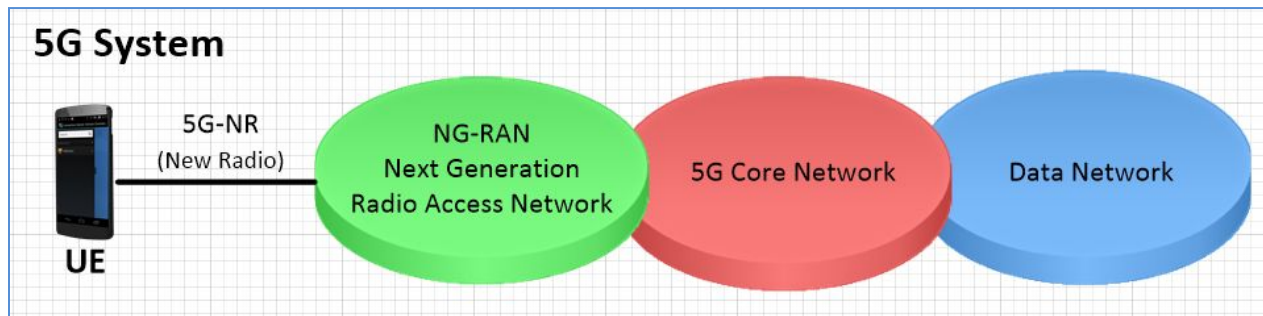 5G System
5G-NR
(New Radio)
UE
NG-RAN
Next Generation
Radio Access Network
5G Core Network
Data Network